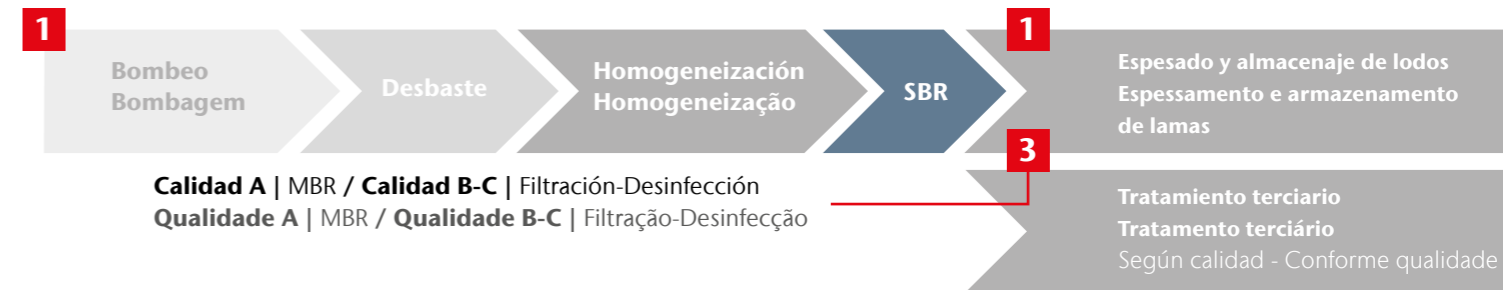 1
Bombeo
Bombagem
Desbaste
Homogeneización
Homogeneização
SBR
1
Espesado y almacenaje de lodos
Espessamento e armazenamento
de lamas
3
Calidad A | MBR / Calidad B-C | Filtración-Desinfección
Qualidade A | MBR / Qualidade B-C | Filtração-Desinfecção
Tratamiento terciario
Tratamento terciário
Según calidad - Conforme qualidade